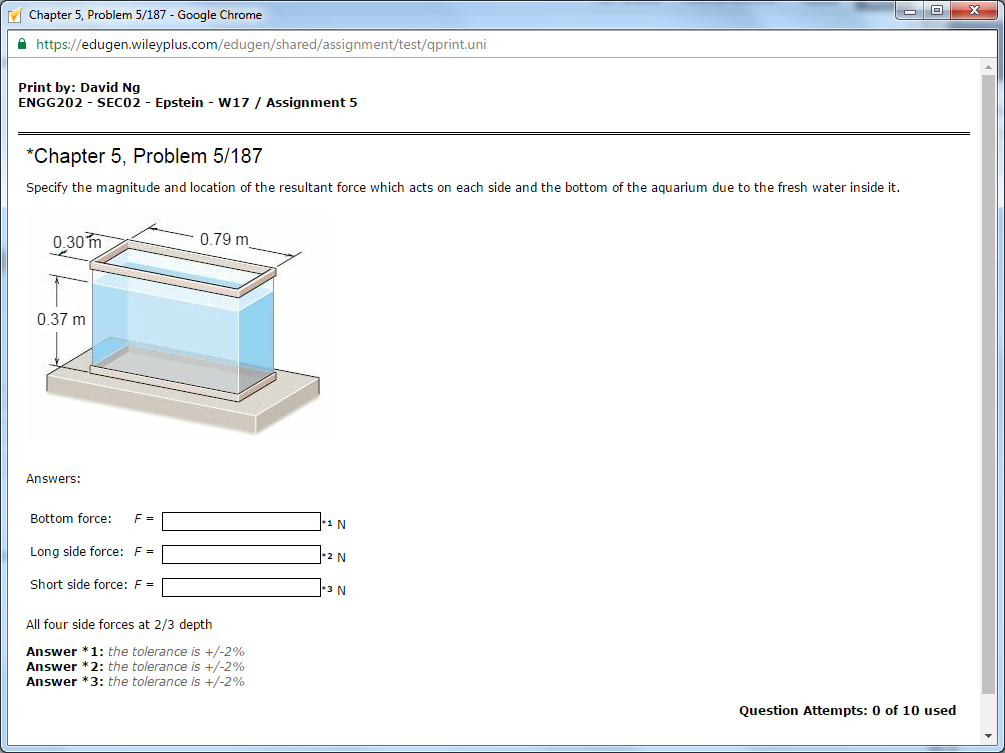 Chapter 5, Problem 5/187 - Google Chrome
https://edugen.wileyplus.com/edugen/shared/assignment/test/qprint.uni
Print by: David Ng
ENGG202 - SEC02 - Epstein - W17 / Assignment 5
*Chapter 5, Problem 5/187
Specify the magnitude and location of the resultant force which acts on each side and the bottom of the aquarium due to the fresh water inside it.
0.30 m
0.79 m
0.37 m
Answers:
Bottom force: F = *1 N
Long side force: F = *2 N
Short side force: F = *3 N
All four side forces at 2/3 depth
Answer *1: the tolerance is +/-2%
Answer *2: the tolerance is +/-2%
Answer *3: the tolerance is +/-2%
Question Attempts: 0 of 10 used